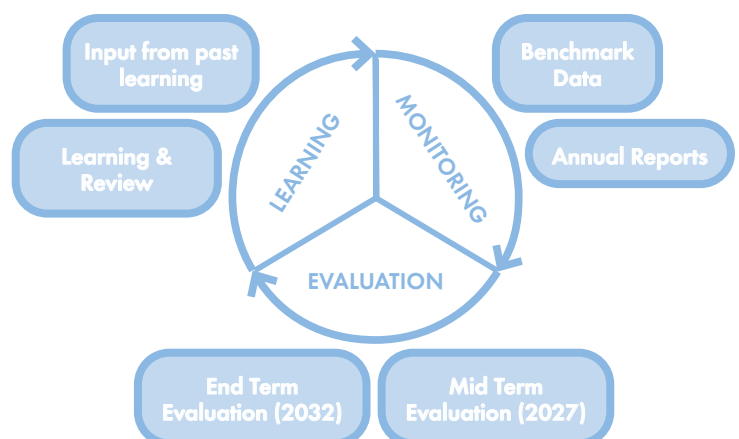 Input from past
learning
Benchmark
Data
Learning &
Review
Annual Reports
LEARNING
MONITORING
EVALUATION
End Term
Evaluation (2032)
Mid Term
Evaluation (2027)